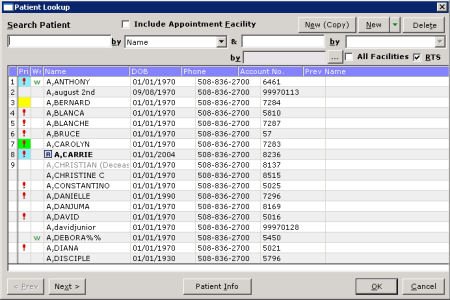 Patient Lookup
Search Patient Include Appointment Facility New (Copy) New Delete
by Name & by
by ... All Facilities RTS
Pri Wr Name DOB Phone Account No. Prev Name
1 ! w A,ANTHONY 01/01/1970 508-836-2700 6461
2 A,august 2nd 09/08/1970 508-836-2700 99970113
3 A,BERNARD 01/01/1970 508-836-2700 7284
4 ! A,BLANCA 01/01/1970 508-836-2700 5810
5 ! A,BLANCHE 01/01/1970 508-836-2700 7287
6 ! A,BRUCE 01/01/1970 508-836-2700 57
7 ! A,CAROLYN 01/01/1970 508-836-2700 7283
8 ! R A,CARRIE 01/01/2004 508-836-2700 8236
9 A,CHRISTIAN (Deceas 01/01/1970 508-836-2700 8137
A,CHRISTINE C 01/01/1970 508-836-2700 8515
! A,CONSTANTINO 01/01/1970 508-836-2700 5025
! A,DANIELLE 01/01/1990 508-836-2700 7296
A,DANJUMA 01/01/1970 508-836-2700 8169
! A,DAVID 01/01/1970 508-836-2700 5016
A,davidjunior 01/01/1970 508-836-2700 99970128
w A,DEBORA%% 01/01/1970 508-836-2700 5450
! A,DIANA 01/01/1970 508-836-2700 5021
A,DISCIPLE 01/01/1930 508-836-2700 5796
< Prev Next > Patient Info OK Cancel